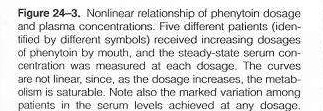 Figure 24–3. Nonlinear relationship of phenytoin dosage
and plasma concentrations. Five different patients (iden-
tified by different symbols) received increasing dosages
of phenytoin by mouth, and the steady-state serum con-
centration was measured at each dosage. The curves
are not linear, since, as the dosage increases, the metab-
olism is saturable. Note also the marked variation among
patients in the serum levels achieved at any dosage.